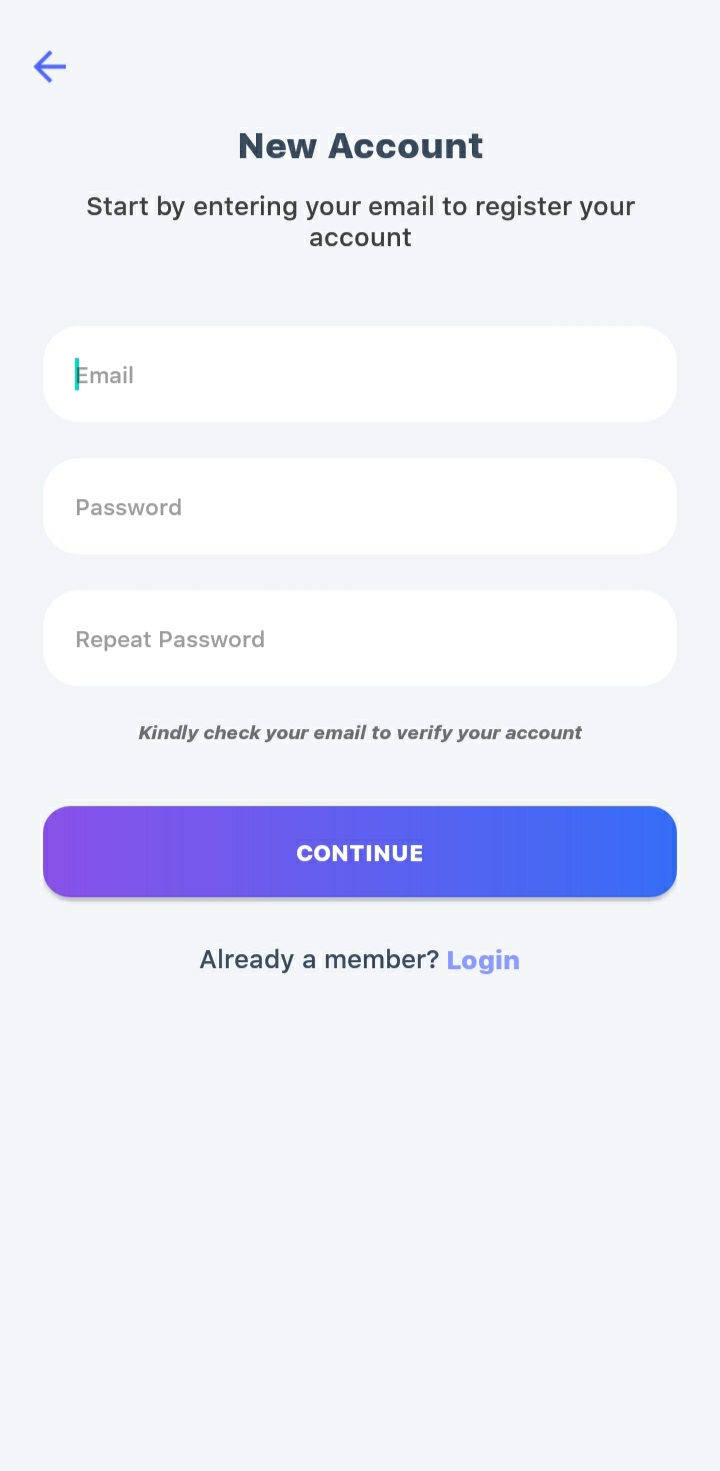 New Account
Start by entering your email to register your
account
Email
Password
Repeat Password
Kindly check your email to verify your account
CONTINUE
Already a member? Login